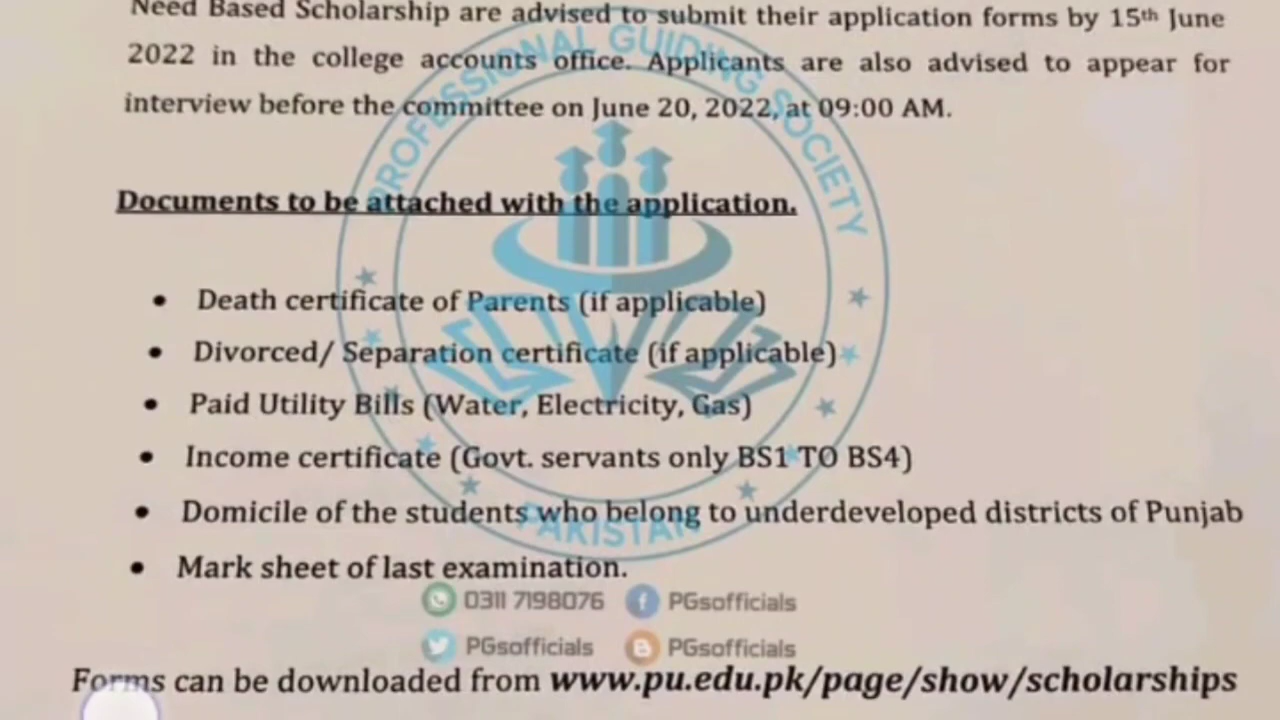 Need Based Scholarship are advised to submit their application forms by 15th June
2022 in the college accounts office. Applicants are also advised to appear for
interview before the committee on June 20, 2022, at 09:00 AM.
PROFESSIONAL GUIDING SOCIETY
Documents to be attached with the application.
• Death certificate of Parents (if applicable)
• Divorced/ Separation certificate (if applicable)
• Paid Utility Bills (Water, Electricity, Gas)
• Income certificate (Govt. servants only BS1 TO BS4)
• Domicile of the students who belong to underdeveloped districts of Punjab
PAKISTAN
• Mark sheet of last examination.
0311 7198076 PGsofficials
PGsofficials PGsofficials
Forms can be downloaded from www.pu.edu.pk/page/show/scholarships